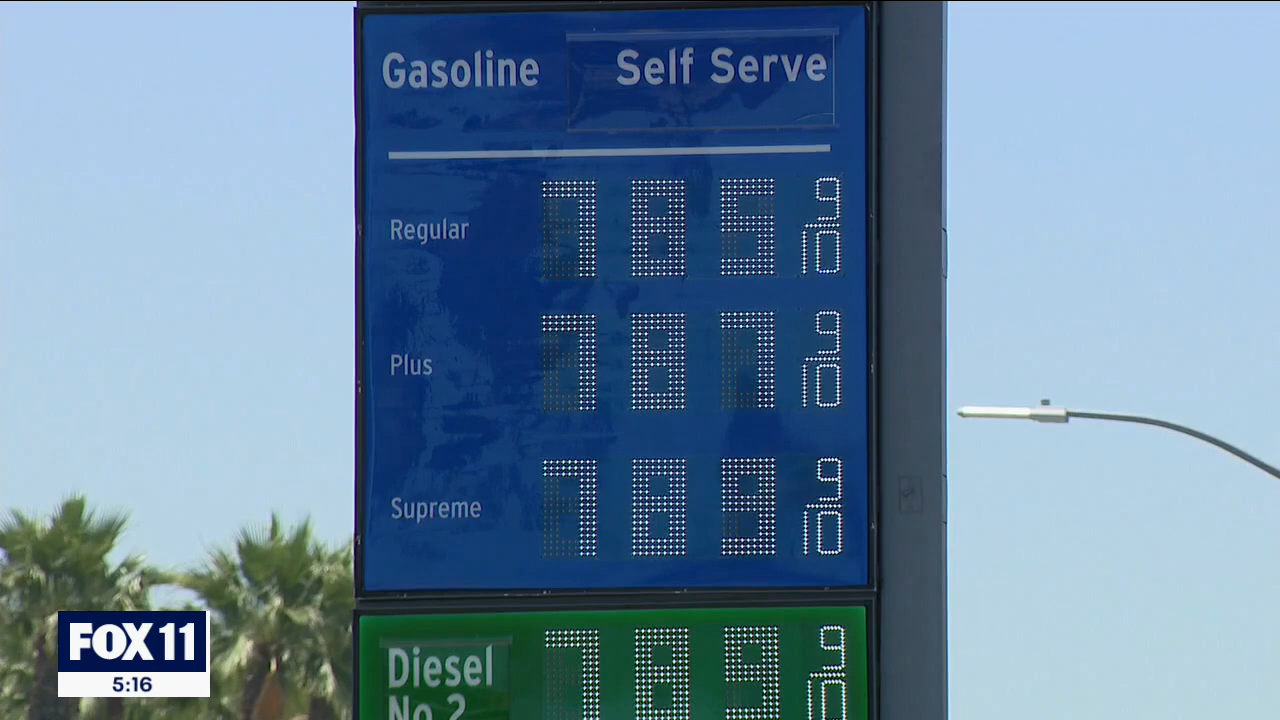 Gasoline Self Serve
Regular 7 8 5 9/10
Plus 7 8 7 9/10
Supreme 7 8 9 9/10
Diesel 7 8 9 9/10
No.2
FOX 11
5:16